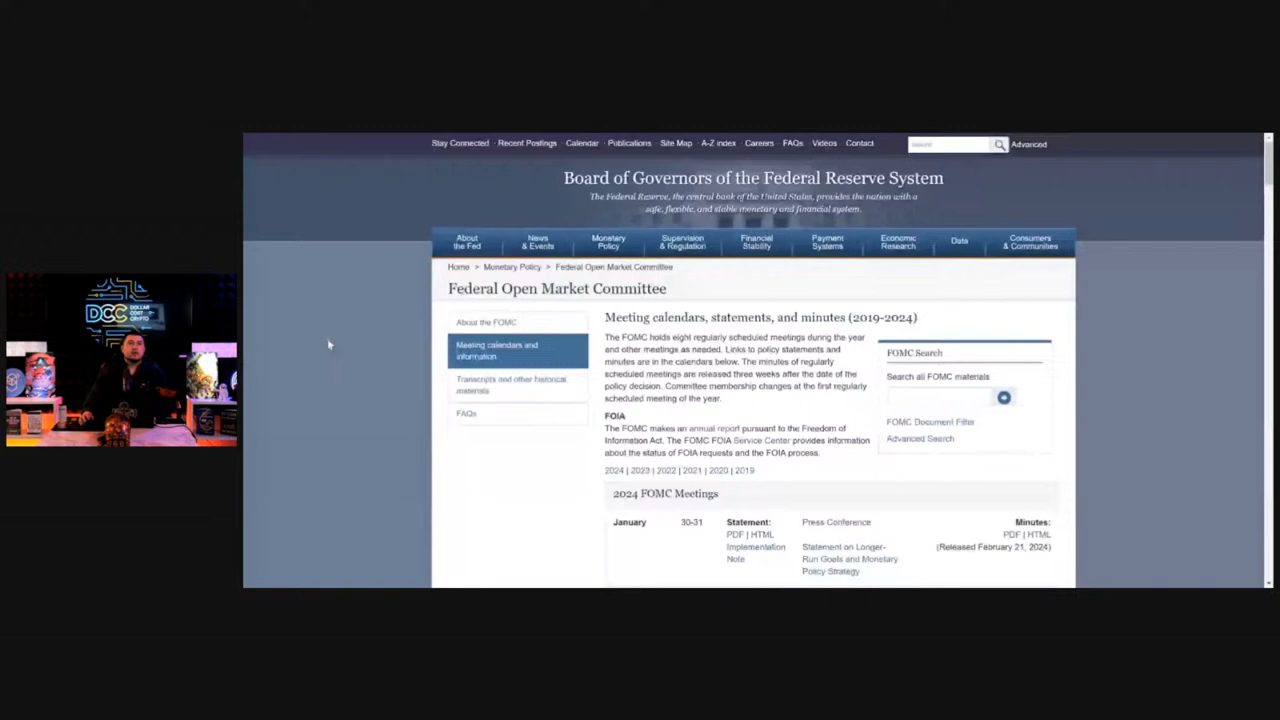 Stay Connected · Recent Postings · Calendar · Publications · Site Map · A-Z index · Careers · FAQs · Videos · Contact
Advanced
Board of Governors of the Federal Reserve System
The Federal Reserve, the central bank of the United States, provides the nation with a
safe, flexible, and stable monetary and financial system.
About
the Fed
News
& Events
Monetary
Policy
Supervision
& Regulation
Financial
Stability
Payment
Systems
Economic
Research
Data
Consumers
& Communities
Home > Monetary Policy > Federal Open Market Committee
Federal Open Market Committee
About the FOMC
Meeting calendars and
information
Transcripts and other historical
materials
FAQs
Meeting calendars, statements, and minutes (2019-2024)
The FOMC holds eight regularly scheduled meetings during the year
and other meetings as needed. Links to policy statements and
minutes are in the calendars below. The minutes of regularly
scheduled meetings are released three weeks after the date of the
policy decision. Committee membership changes at the first regularly
scheduled meeting of the year.
FOIA
The FOMC makes an annual report pursuant to the Freedom of
Information Act. The FOMC FOIA Service Center provides information
about the status of FOIA requests and the FOIA process.
2024 | 2023 | 2022 | 2021 | 2020 | 2019
FOMC Search
Search all FOMC materials
FOMC Document Filter
Advanced Search
2024 FOMC Meetings
January
30-31
Statement:
PDF | HTML
Implementation
Note
Press Conference
Statement on Longer-
Run Goals and Monetary
Policy Strategy
Minutes:
PDF | HTML
(Released February 21, 2024)
DCC
DOLLAR
COST
CRYPTO